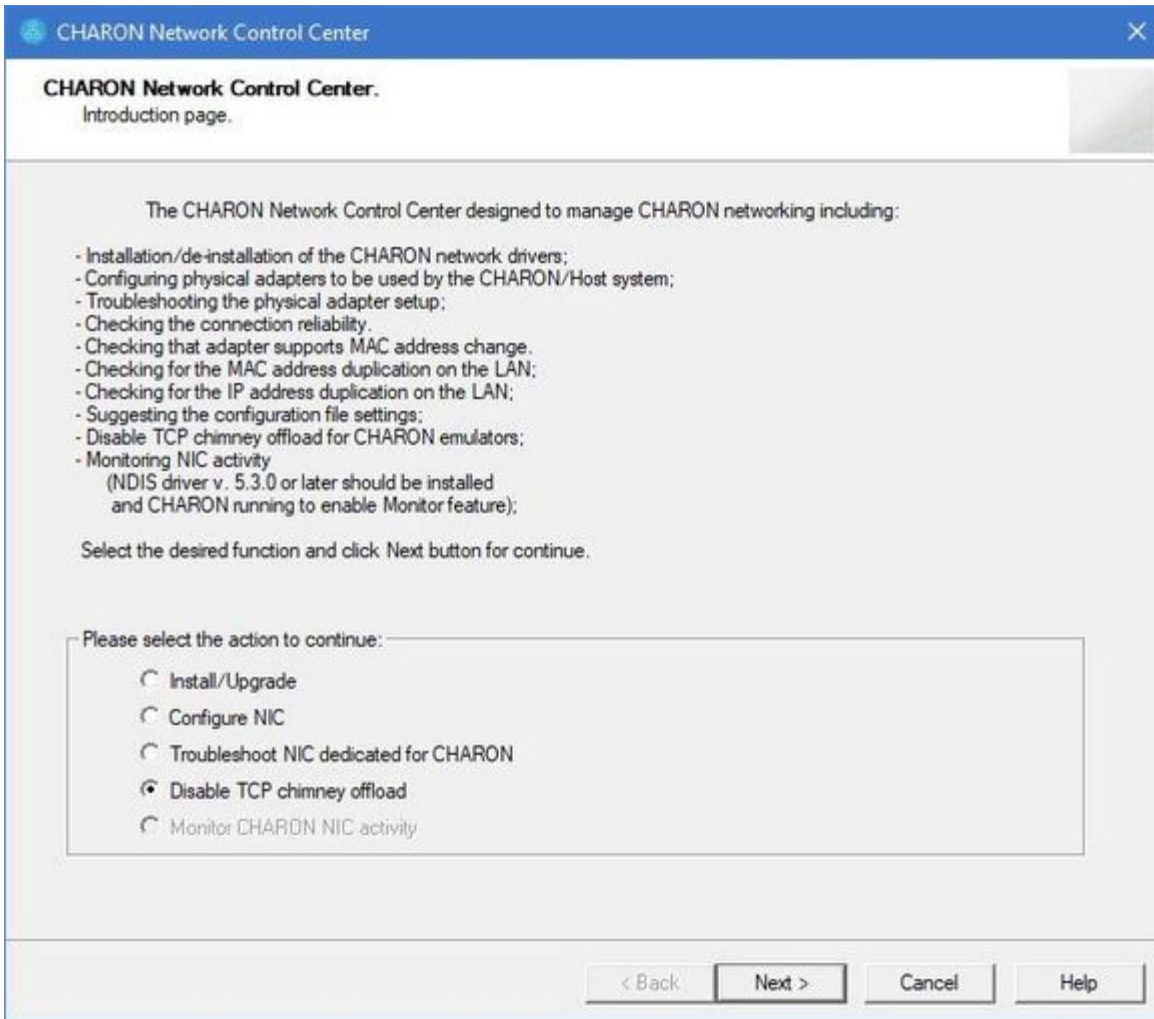 CHARON Network Control Center
CHARON Network Control Center.
Introduction page.
The CHARON Network Control Center designed to manage CHARON networking including:
- Installation/de-installation of the CHARON network drivers;
- Configuring physical adapters to be used by the CHARON/Host system;
- Troubleshooting the physical adapter setup;
- Checking the connection reliability.
- Checking that adapter supports MAC address change.
- Checking for the MAC address duplication on the LAN;
- Checking for the IP address duplication on the LAN;
- Suggesting the configuration file settings;
- Disable TCP chimney offload for CHARON emulators;
- Monitoring NIC activity
(NDIS driver v. 5.3.0 or later should be installed
and CHARON running to enable Monitor feature);
Select the desired function and click Next button for continue.
Please select the action to continue:
Install/Upgrade
Configure NIC
Troubleshoot NIC dedicated for CHARON
Disable TCP chimney offload
Monitor CHARON NIC activity
< Back
Next >
Cancel
Help